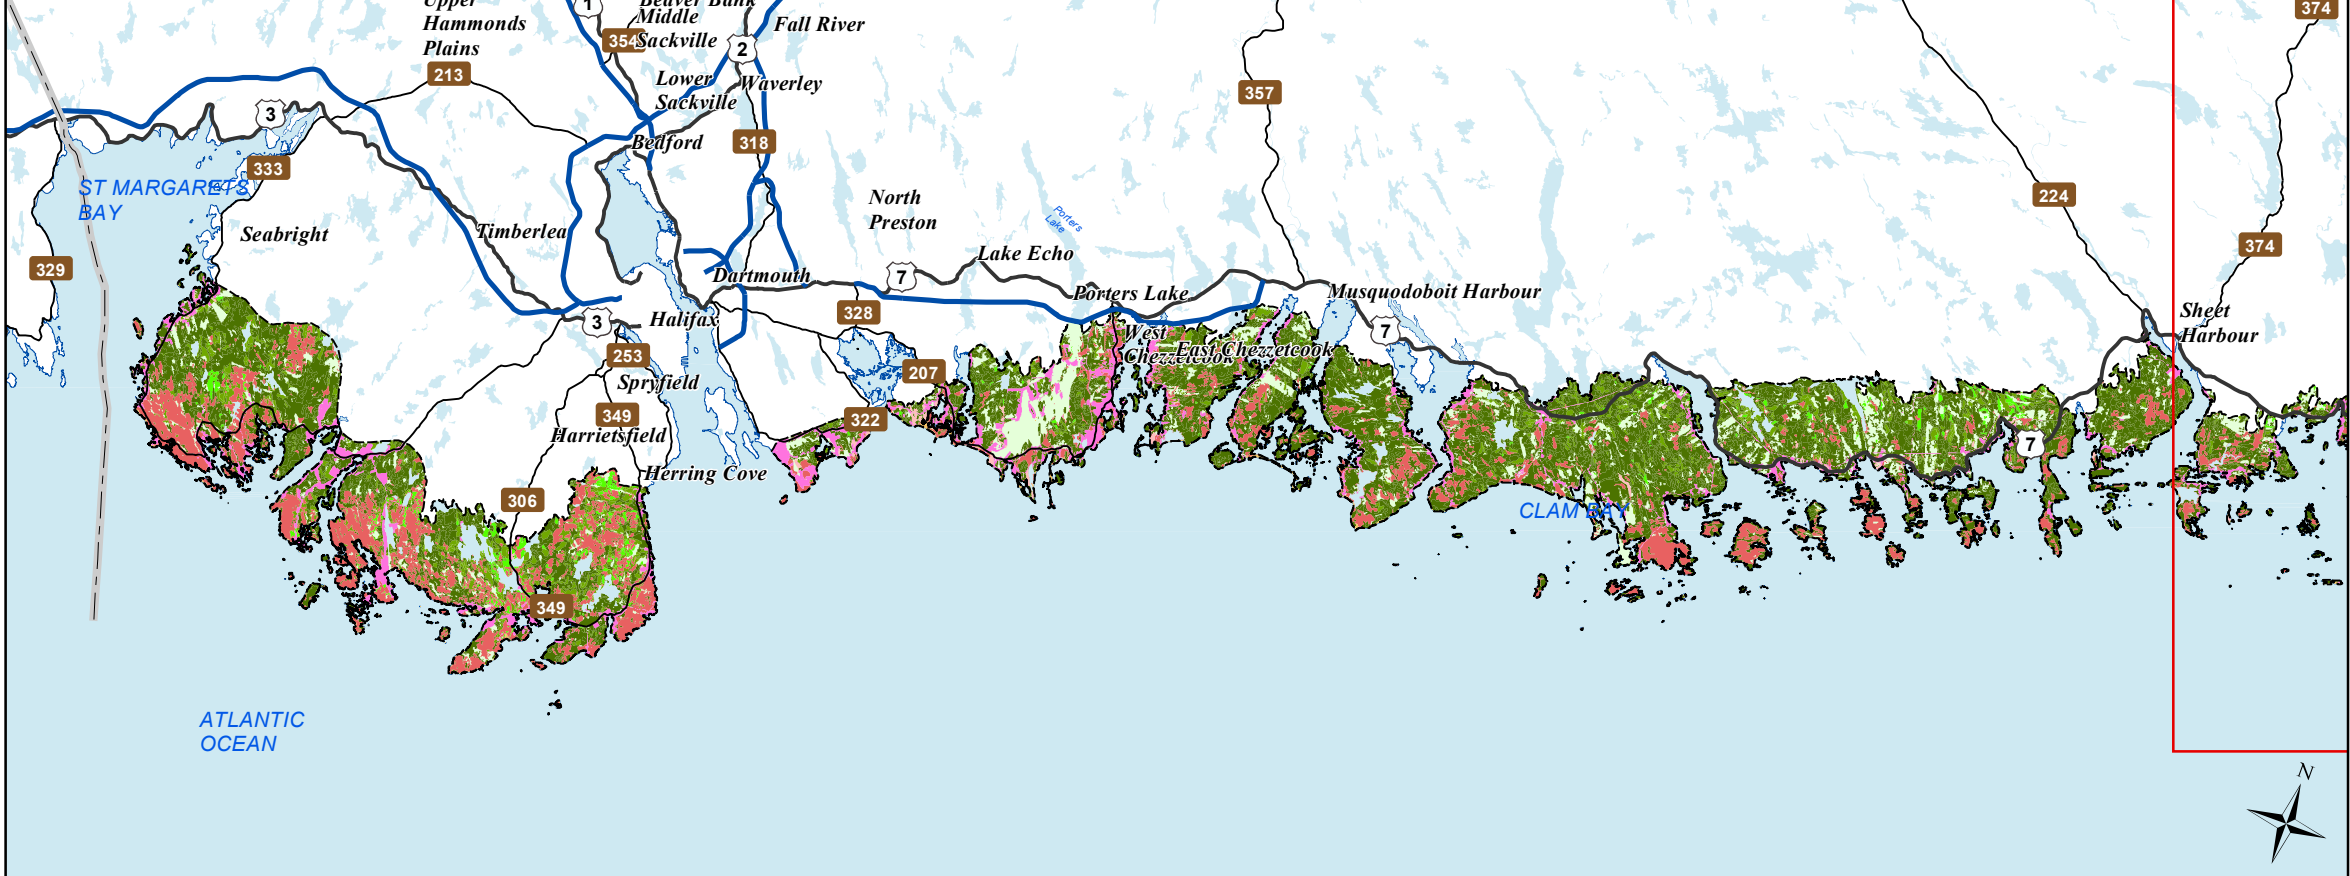 Upper
Hammonds
Plains
1
Beaver Bank
Middle
Sackville
354
2
Fall River
374
213
Lower
Sackville
Waverley
357
3
Bedford
318
333
ST MARGARETS
BAY
North
Preston
Porters
Lake
224
Seabright
Timberlea
374
329
Lake Echo
Dartmouth
7
Porters Lake
Musquodoboit Harbour
Halifax
3
328
7
Sheet
Harbour
West
Chezzetcook
East Chezzetcook
253
Spryfield
207
349
Harrietsfield
322
7
Herring Cove
306
CLAM BAY
349
ATLANTIC
OCEAN
N